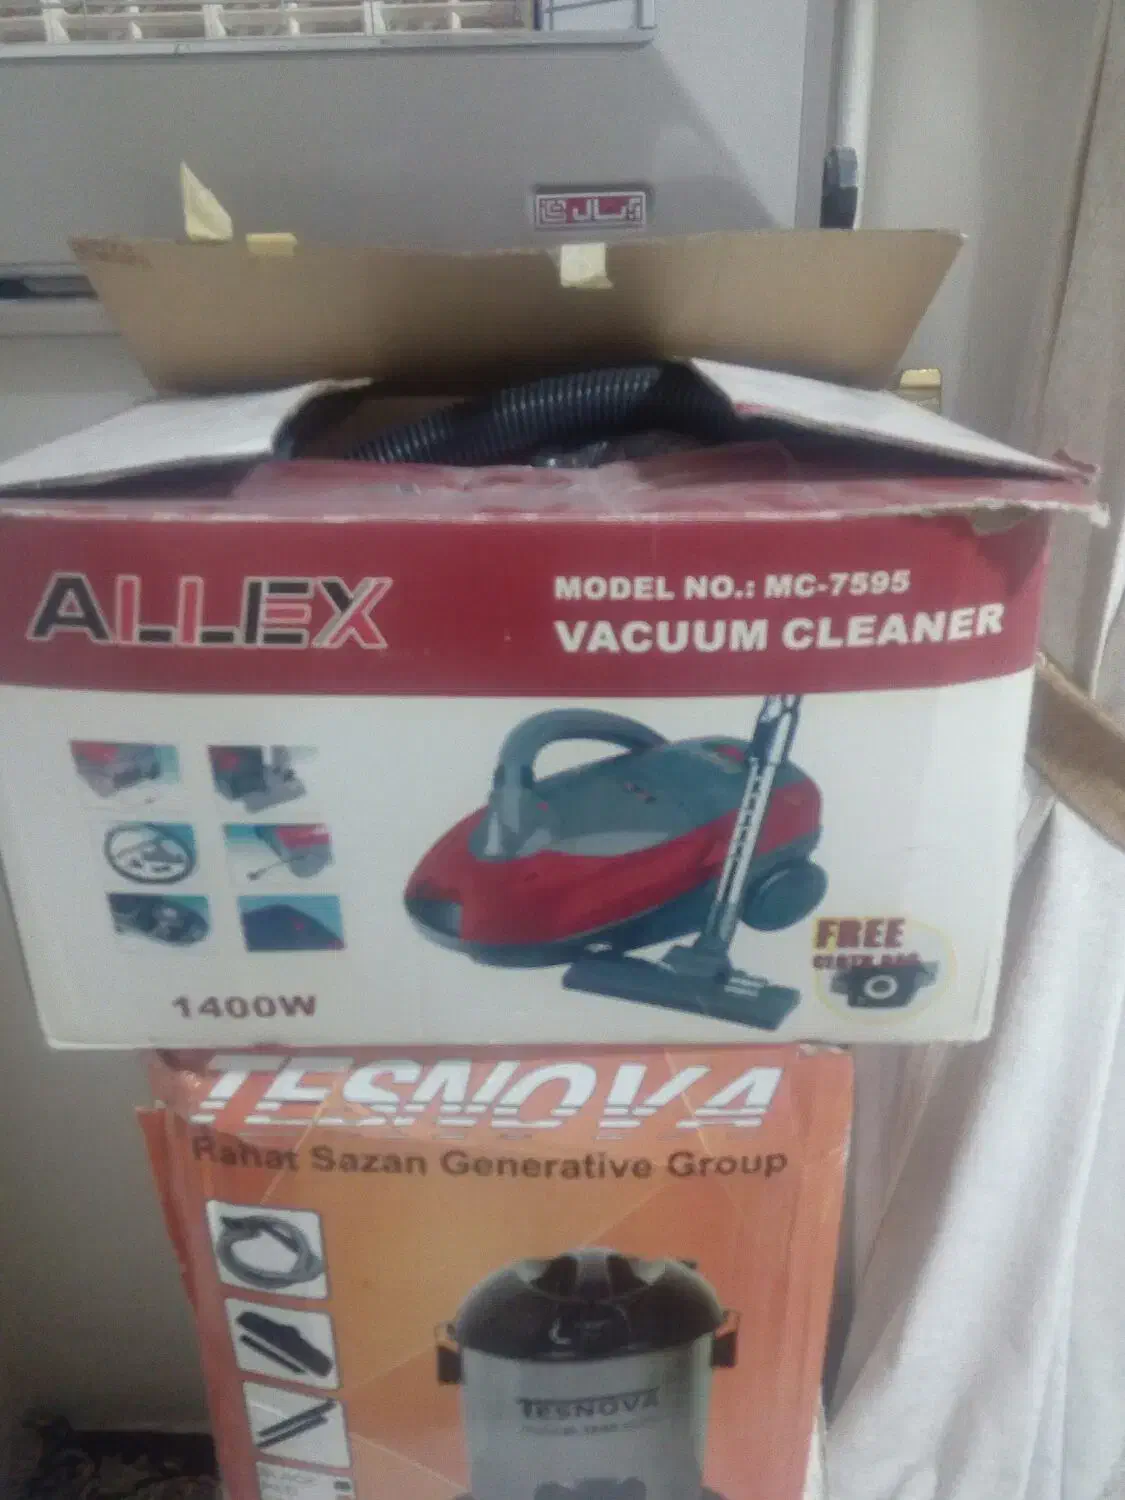 آبسال
ALLEX
MODEL NO.: MC-7595
VACUUM CLEANER
FREE
1400W
TESNOVA
Rahat Sazan Generative Group
TESNOVA